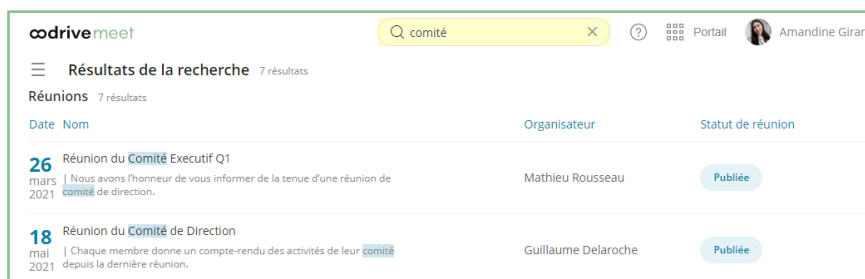 oodrive meet
comité
Portail
Amandine Girar
Résultats de la recherche 7 résultats
Réunions 7 résultats
Date Nom Organisateur Statut de réunion
26 mars 2021
Réunion du Comité Executif Q1
| Nous avons l'honneur de vous informer de la tenue d'une réunion de
comité de direction.
Mathieu Rousseau
Publiée
18 mai 2021
Réunion du Comité de Direction
| Chaque membre donne un compte-rendu des activités de leur comité
depuis la dernière réunion.
Guillaume Delaroche
Publiée